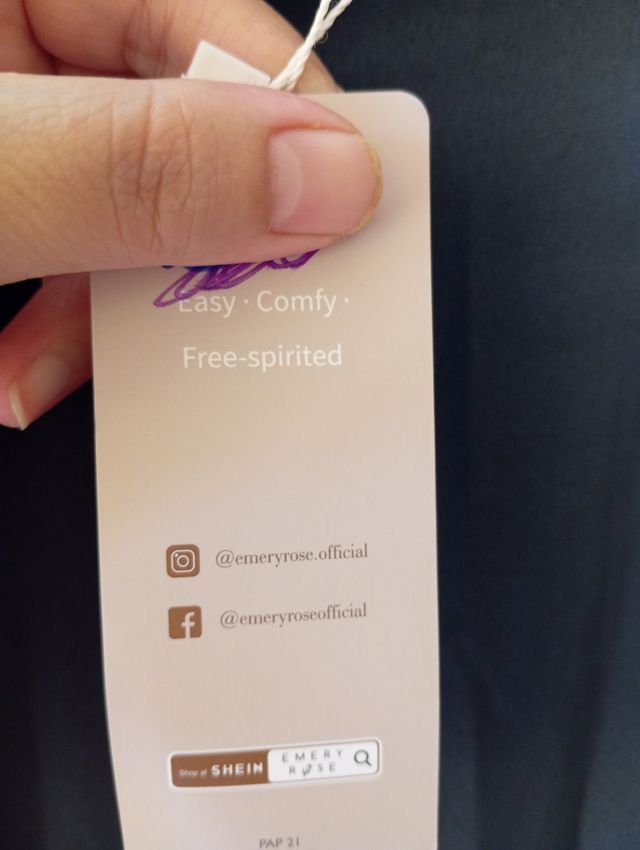 Easy · Comfy ·
Free-spirited
@emeryrose.official
@emeryroseofficial
Shop at SHEIN
EMERY
ROSE
PAP 21